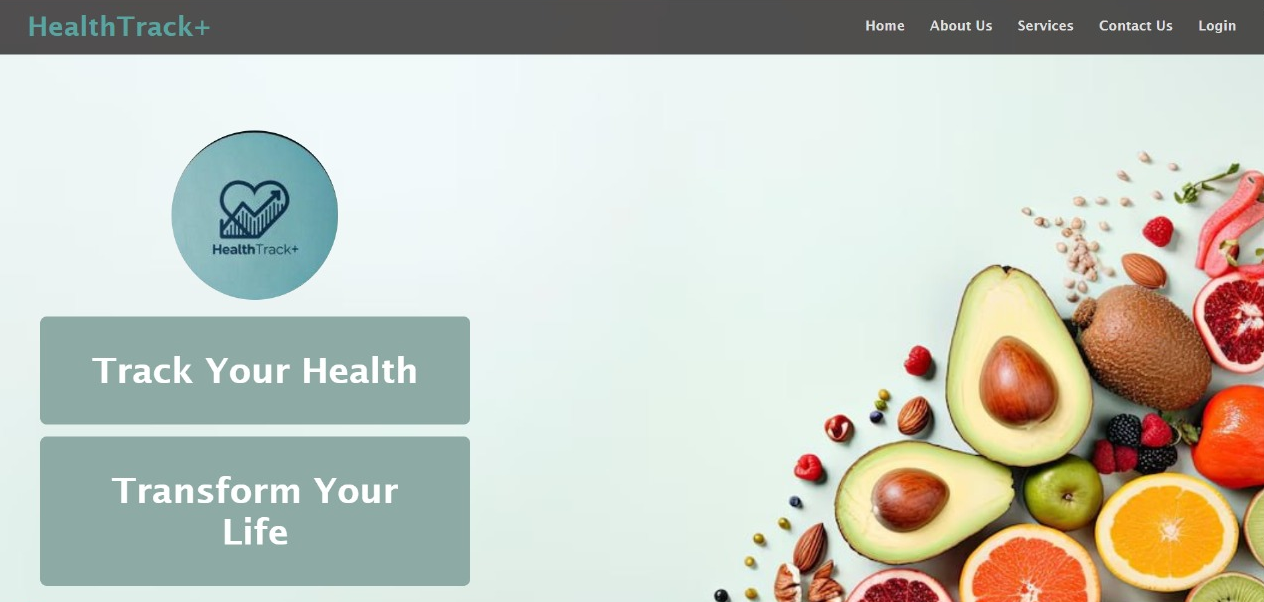 HealthTrack+
Home About Us Services Contact Us Login
HealthTrack+
Track Your Health
Transform Your
Life